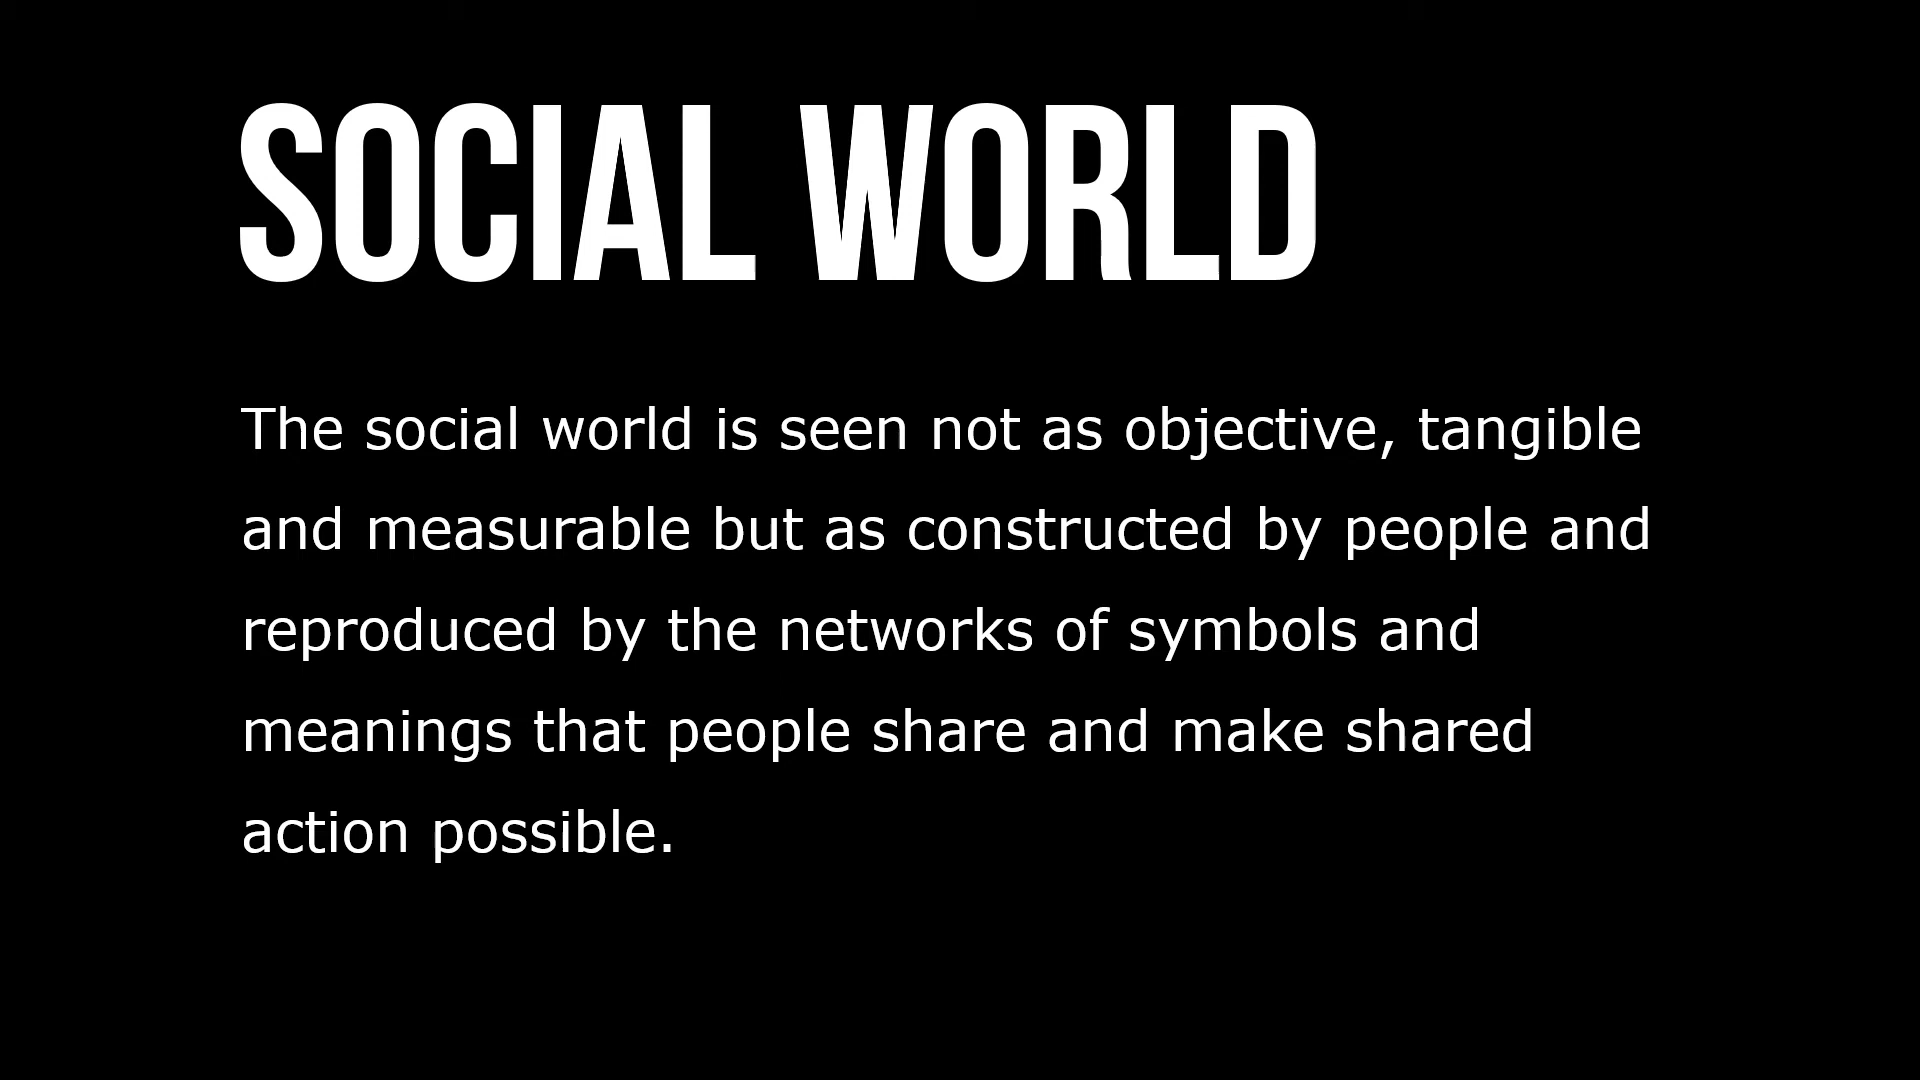 SOCIAL WORLD
The social world is seen not as objective, tangible
and measurable but as constructed by people and
reproduced by the networks of symbols and
meanings that people share and make shared
action possible.